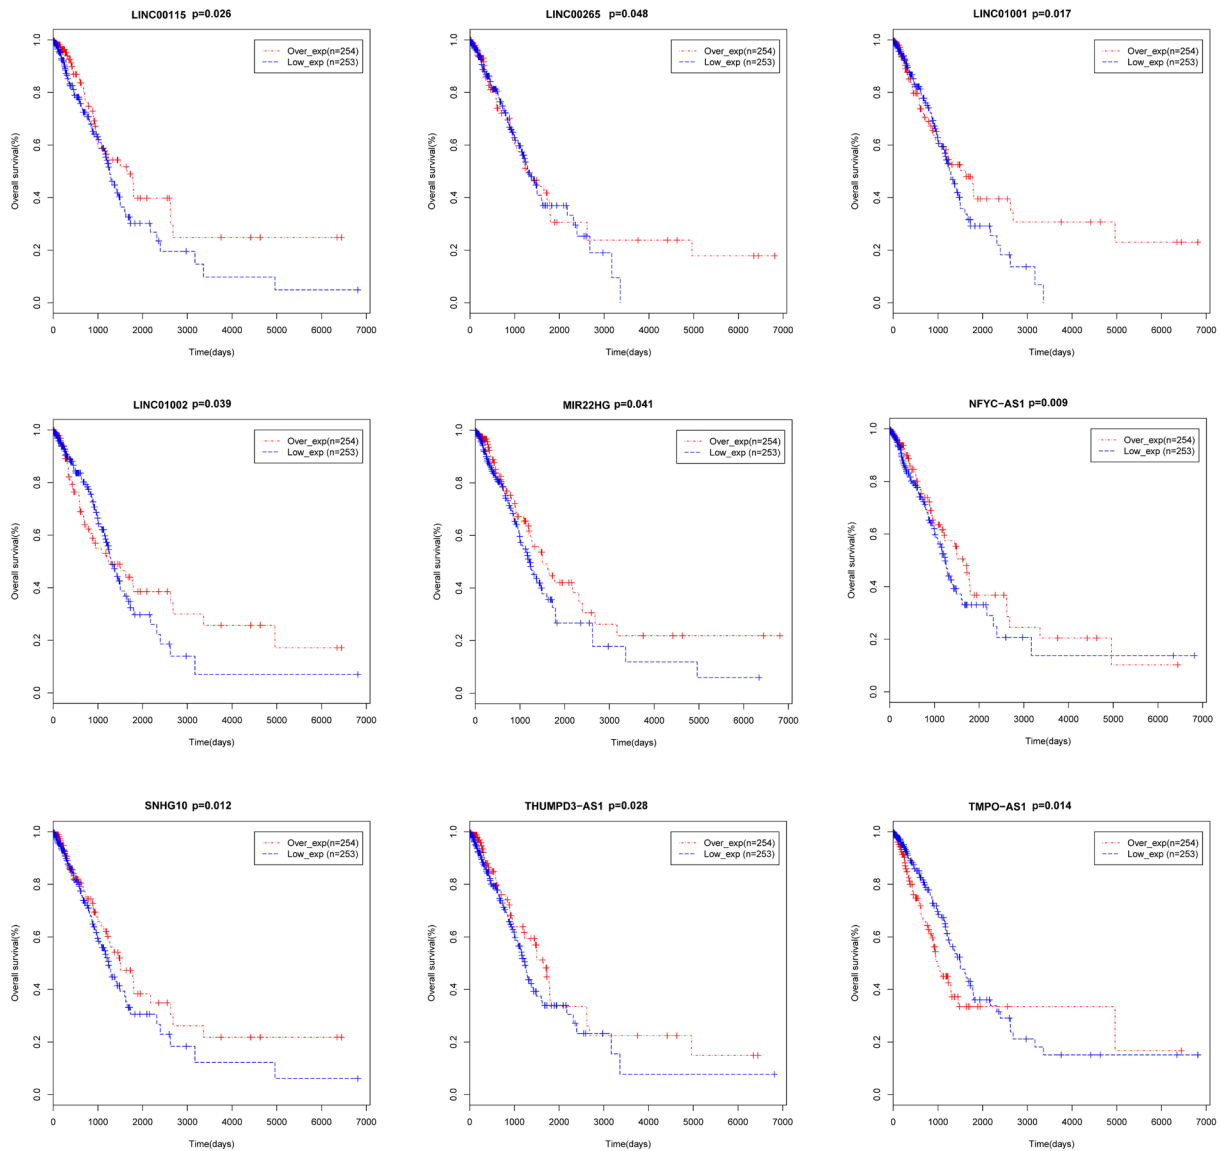 LINC00115 p=0.026
Overall survival(%)
1.0
0.8
0.6
0.4
0.2
0.0
Over_exp(n=254)
Low_exp (n=253)
0 1000 2000 3000 4000 5000 6000 7000
Time(days)
LINC00265 p=0.048
Overall survival(%)
1.0
0.8
0.6
0.4
0.2
0.0
Over_exp(n=254)
Low_exp (n=253)
0 1000 2000 3000 4000 5000 6000 7000
Time(days)
LINC01001 p=0.017
Overall survival(%)
1.0
0.8
0.6
0.4
0.2
0.0
Over_exp(n=254)
Low_exp (n=253)
0 1000 2000 3000 4000 5000 6000 7000
Time(days)
LINC01002 p=0.039
Overall survival(%)
1.0
0.8
0.6
0.4
0.2
0.0
Over_exp(n=254)
Low_exp (n=253)
0 1000 2000 3000 4000 5000 6000 7000
Time(days)
MIR22HG p=0.041
Overall survival(%)
1.0
0.8
0.6
0.4
0.2
0.0
Over_exp(n=254)
Low_exp (n=253)
0 1000 2000 3000 4000 5000 6000 7000
Time(days)
NFYC−AS1 p=0.009
Overall survival(%)
1.0
0.8
0.6
0.4
0.2
0.0
Over_exp(n=254)
Low_exp (n=253)
0 1000 2000 3000 4000 5000 6000 7000
Time(days)
SNHG10 p=0.012
Overall survival(%)
1.0
0.8
0.6
0.4
0.2
0.0
Over_exp(n=254)
Low_exp (n=253)
0 1000 2000 3000 4000 5000 6000 7000
Time(days)
THUMPD3−AS1 p=0.028
Overall survival(%)
1.0
0.8
0.6
0.4
0.2
0.0
Over_exp(n=254)
Low_exp (n=253)
0 1000 2000 3000 4000 5000 6000 7000
Time(days)
TMPO−AS1 p=0.014
Overall survival(%)
1.0
0.8
0.6
0.4
0.2
0.0
Over_exp(n=254)
Low_exp (n=253)
0 1000 2000 3000 4000 5000 6000 7000
Time(days)